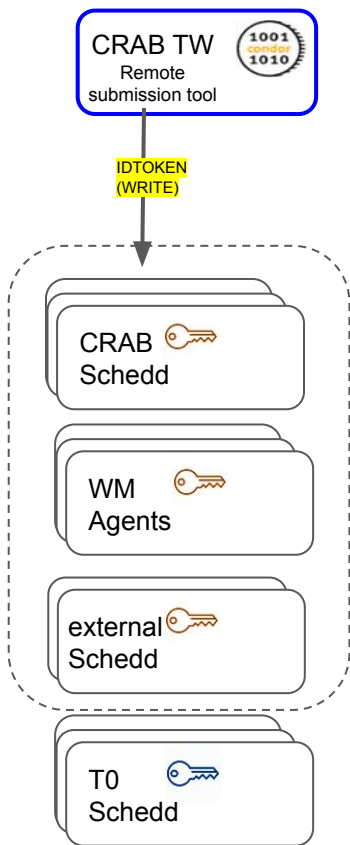 CRAB TW
Remote
submission tool
1001
condor
1010
IDTOKEN
(WRITE)
CRAB
Schedd
WM
Agents
external
Schedd
T0
Schedd